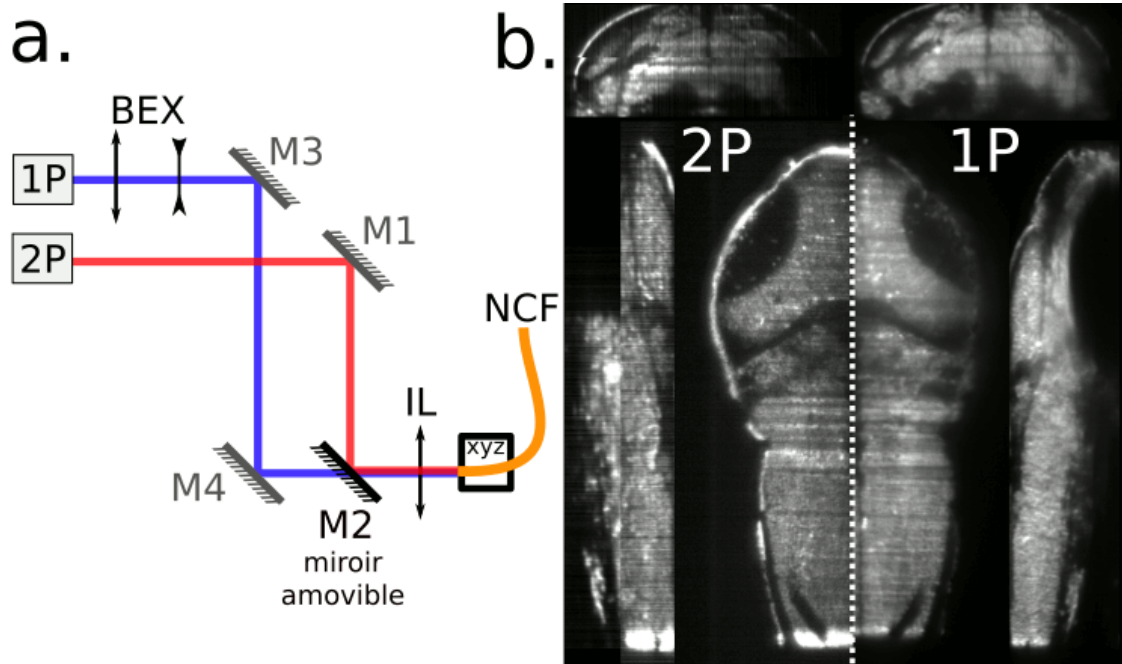 a.
BEX
1P
M3
2P
M1
NCF
IL
xyz
M4
M2
miroir
amovible
b.
2P
1P